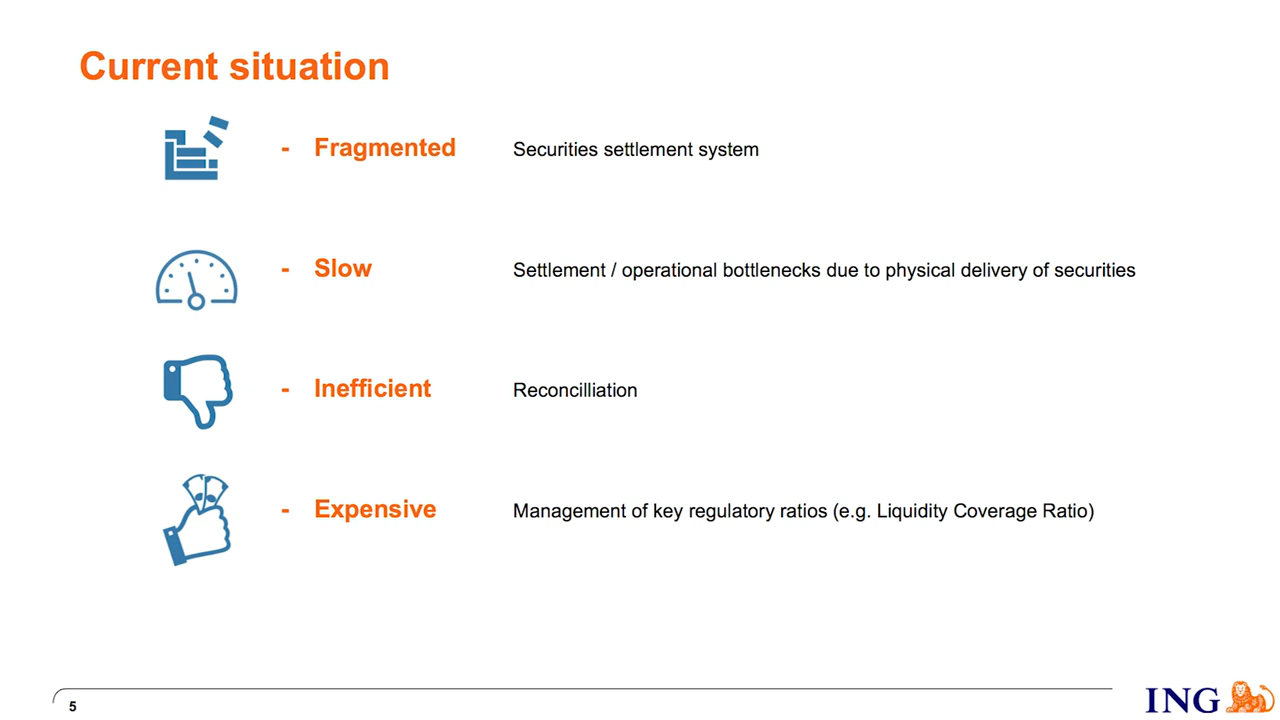 Current situation
- Fragmented Securities settlement system
- Slow Settlement / operational bottlenecks due to physical delivery of securities
- Inefficient Reconcilliation
- Expensive Management of key regulatory ratios (e.g. Liquidity Coverage Ratio)
5
ING